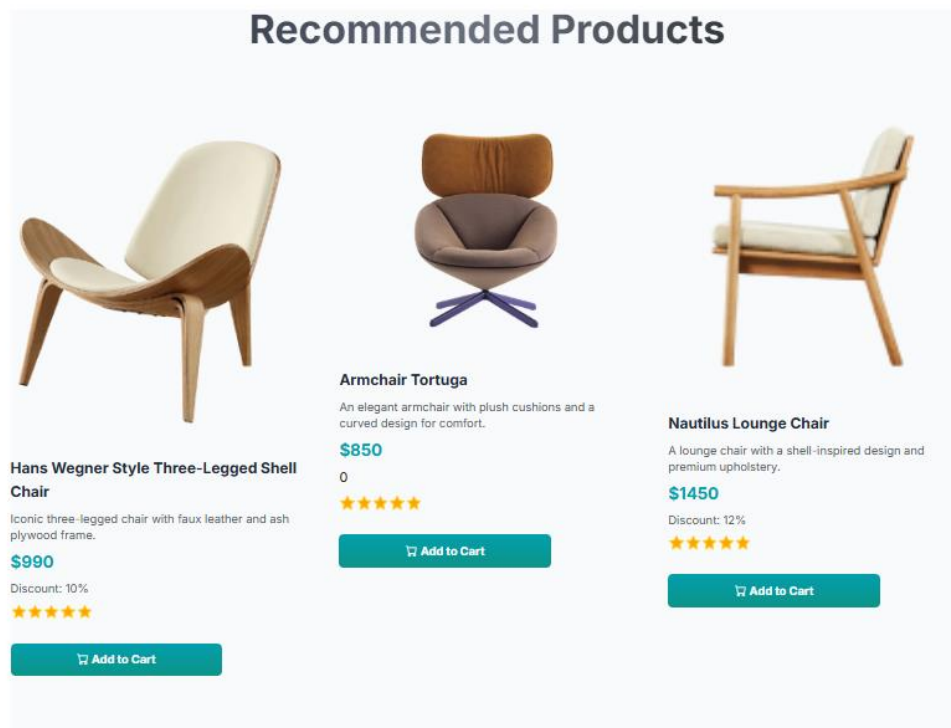 Recommended Products
Hans Wegner Style Three-Legged Shell
Chair
Iconic three-legged chair with faux leather and ash
plywood frame.
$990
Discount: 10%
Add to Cart
Armchair Tortuga
An elegant armchair with plush cushions and a
curved design for comfort.
$850
0
Add to Cart
Nautilus Lounge Chair
A lounge chair with a shell-inspired design and
premium upholstery.
$1450
Discount: 12%
Add to Cart